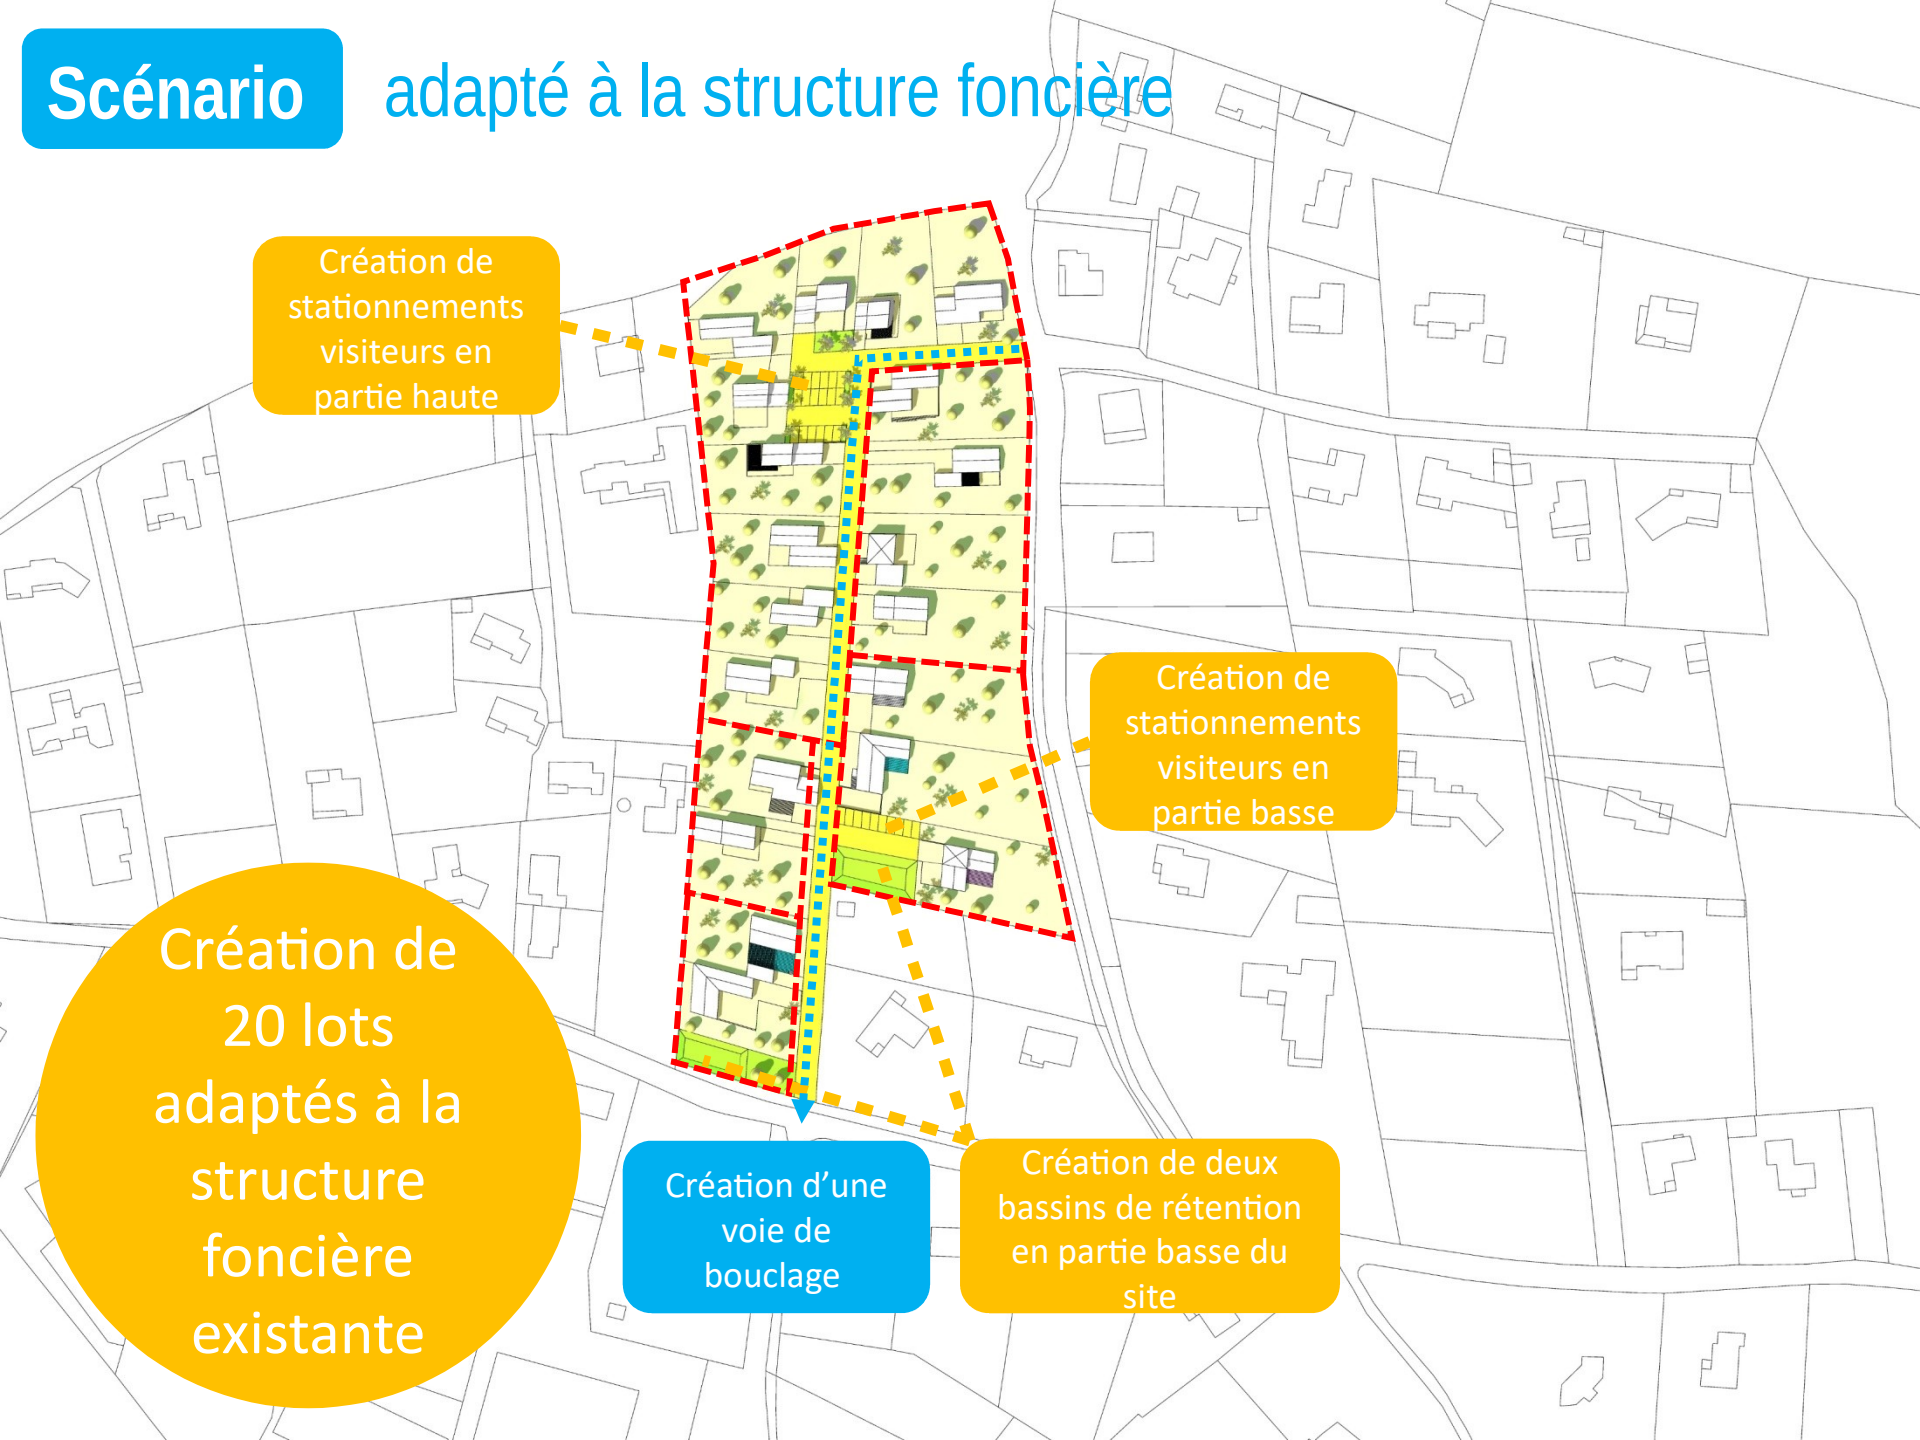 Scénario adapté à la structure foncière
Création de
stationnements
visiteurs en
partie haute
Création de
stationnements
visiteurs en
partie basse
Création de
20 lots
adaptés à la
structure
foncière
existante
Création d’une
voie de
bouclage
Création de deux
bassins de rétention
en partie basse du
site